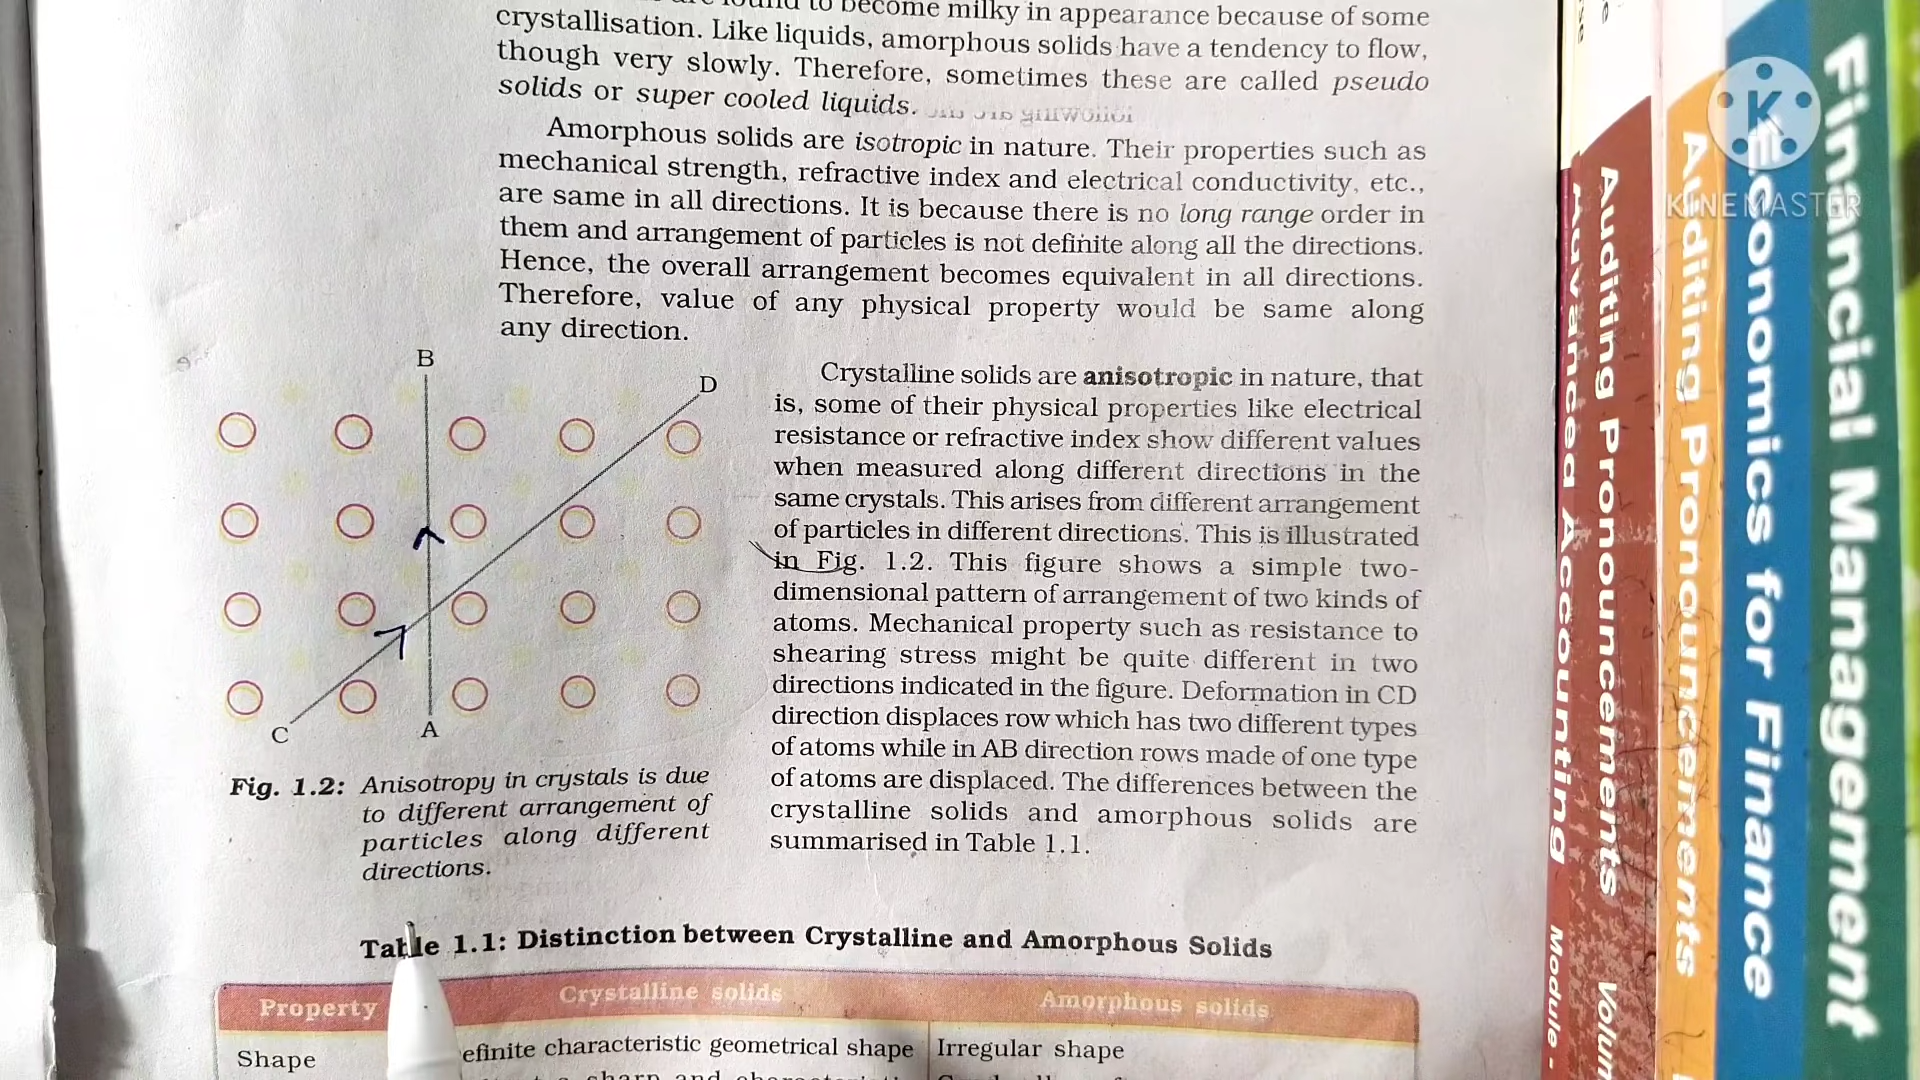 found to become milky in appearance because of some
crystallisation. Like liquids, amorphous solids have a tendency to flow,
though very slowly. Therefore, sometimes these are called pseudo
solids or super cooled liquids.
Amorphous solids are isotropic in nature. Their properties such as
mechanical strength, refractive index and electrical conductivity, etc.,
are same in all directions. It is because there is no long range order in
them and arrangement of particles is not definite along all the directions.
Hence, the overall arrangement becomes equivalent in all directions.
Therefore, value of any physical property would be same along
any direction.
B
D
C
A
Fig. 1.2: Anisotropy in crystals is due
to different arrangement of
particles along different
directions.
Crystalline solids are anisotropic in nature, that
is, some of their physical properties like electrical
resistance or refractive index show different values
when measured along different directions in the
same crystals. This arises from different arrangement
of particles in different directions. This is illustrated
in Fig. 1.2. This figure shows a simple two-
dimensional pattern of arrangement of two kinds of
atoms. Mechanical property such as resistance to
shearing stress might be quite different in two
directions indicated in the figure. Deformation in CD
direction displaces row which has two different types
of atoms while in AB direction rows made of one type
of atoms are displaced. The differences between the
crystalline solids and amorphous solids are
summarised in Table 1.1.
Table 1.1: Distinction between Crystalline and Amorphous Solids
Property Crystalline solids Amorphous solids
Shape efinite characteristic geometrical shape Irregular shape
sharp and
Advanced Accounting Module -
Auditing Pronouncements Volum
Auditing Pronouncements
Economics for Finance
Financial Management
K
KINEMASTER